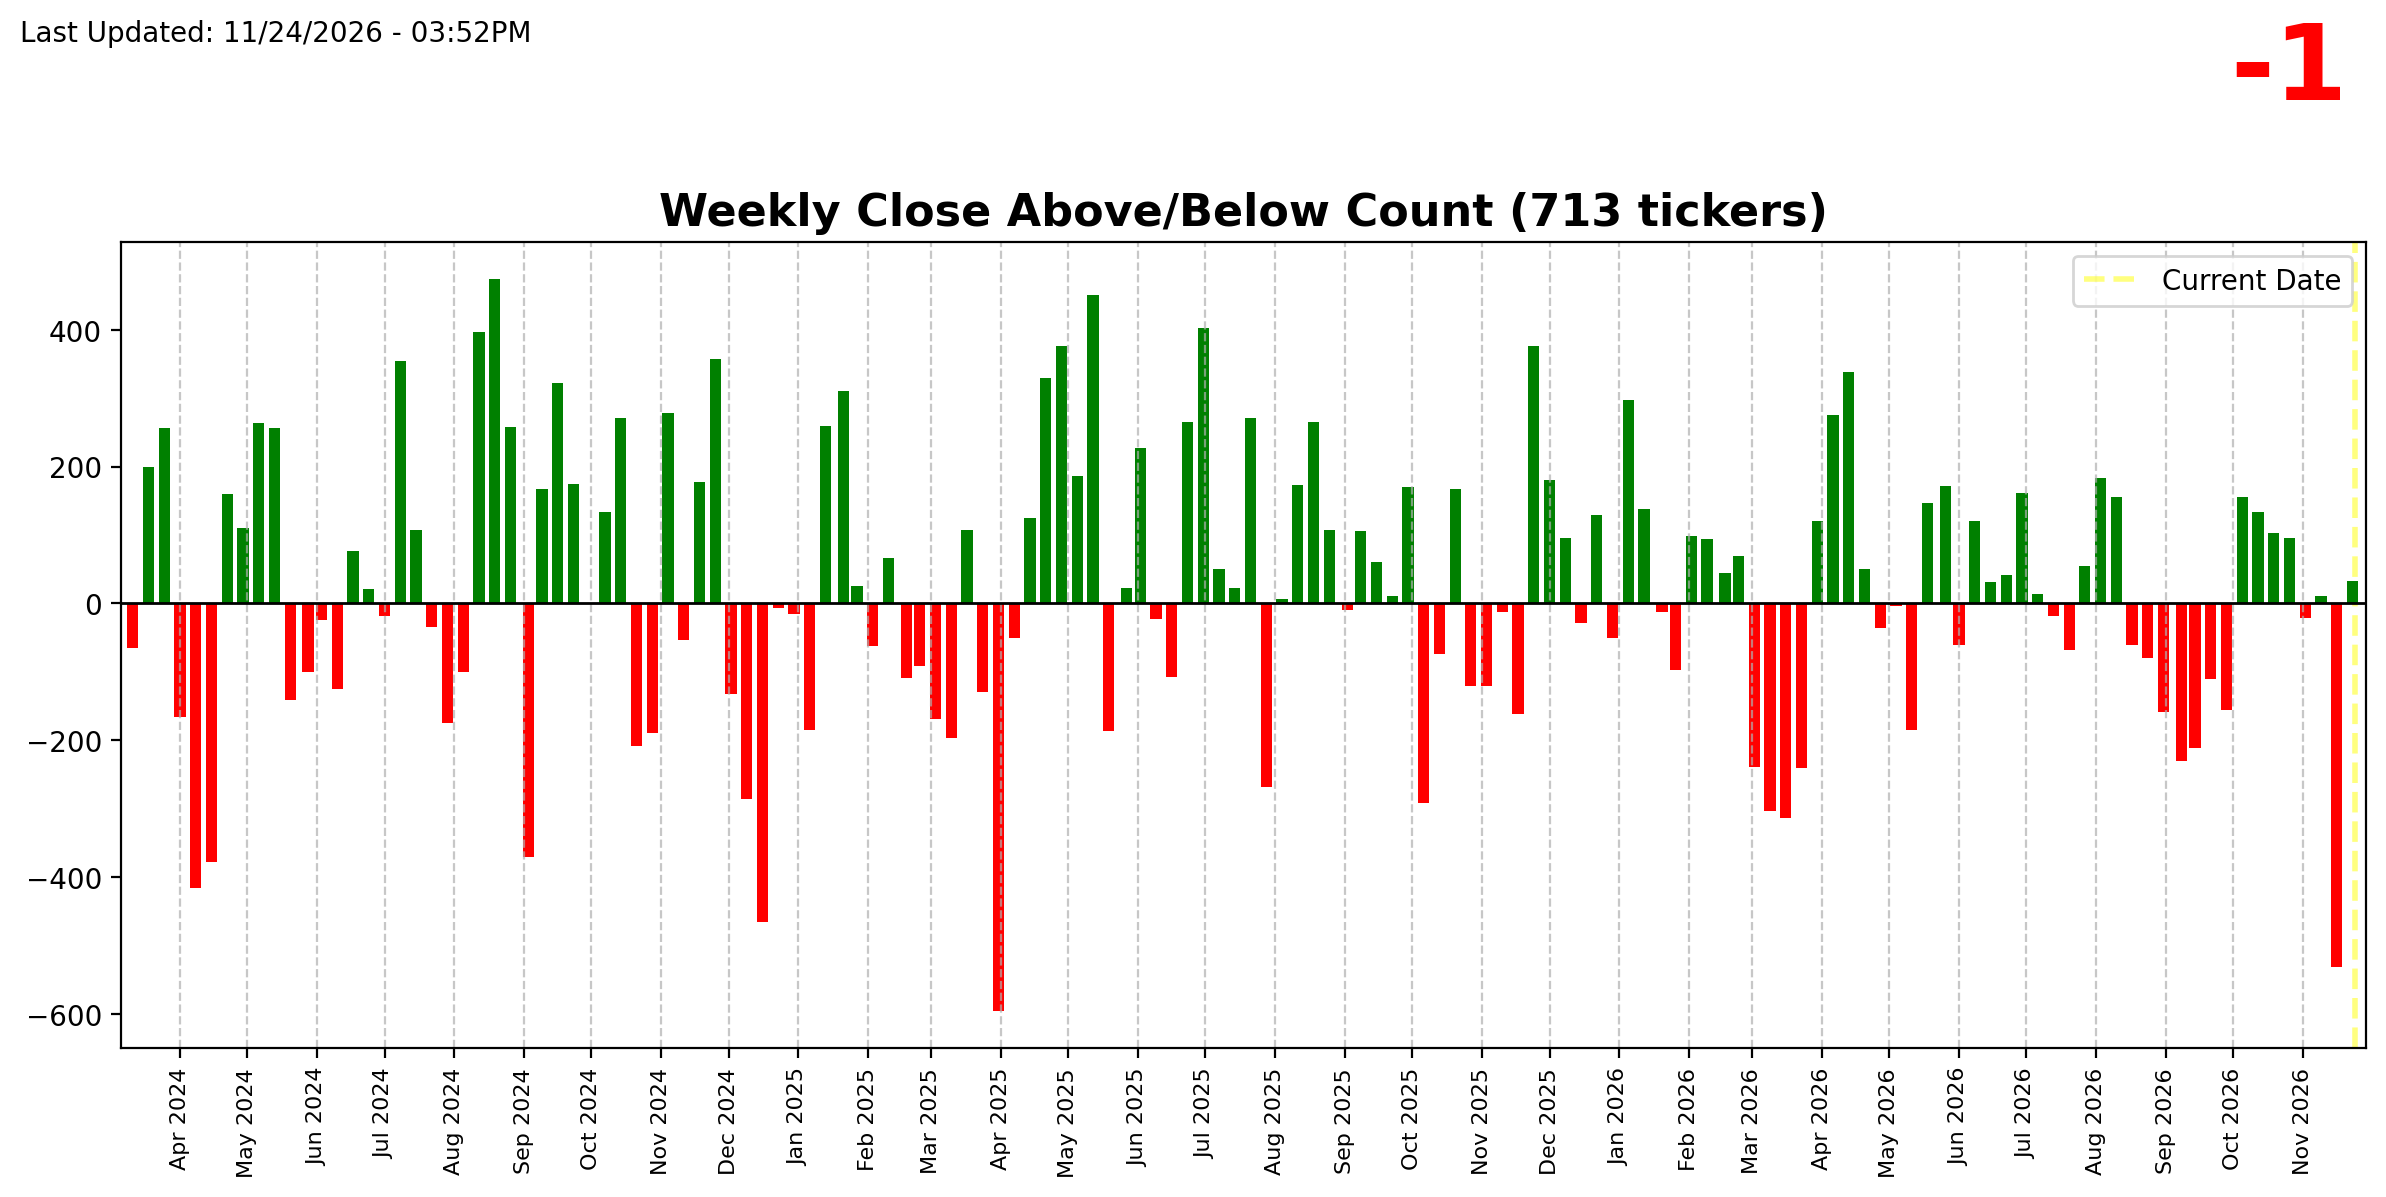 Last Updated: 11/24/2026 - 03:52PM
-1
Weekly Close Above/Below Count (713 tickers)
Current Date
400
200
0
−200
−400
−600
Apr 2024
May 2024
Jun 2024
Jul 2024
Aug 2024
Sep 2024
Oct 2024
Nov 2024
Dec 2024
Jan 2025
Feb 2025
Mar 2025
Apr 2025
May 2025
Jun 2025
Jul 2025
Aug 2025
Sep 2025
Oct 2025
Nov 2025
Dec 2025
Jan 2026
Feb 2026
Mar 2026
Apr 2026
May 2026
Jun 2026
Jul 2026
Aug 2026
Sep 2026
Oct 2026
Nov 2026